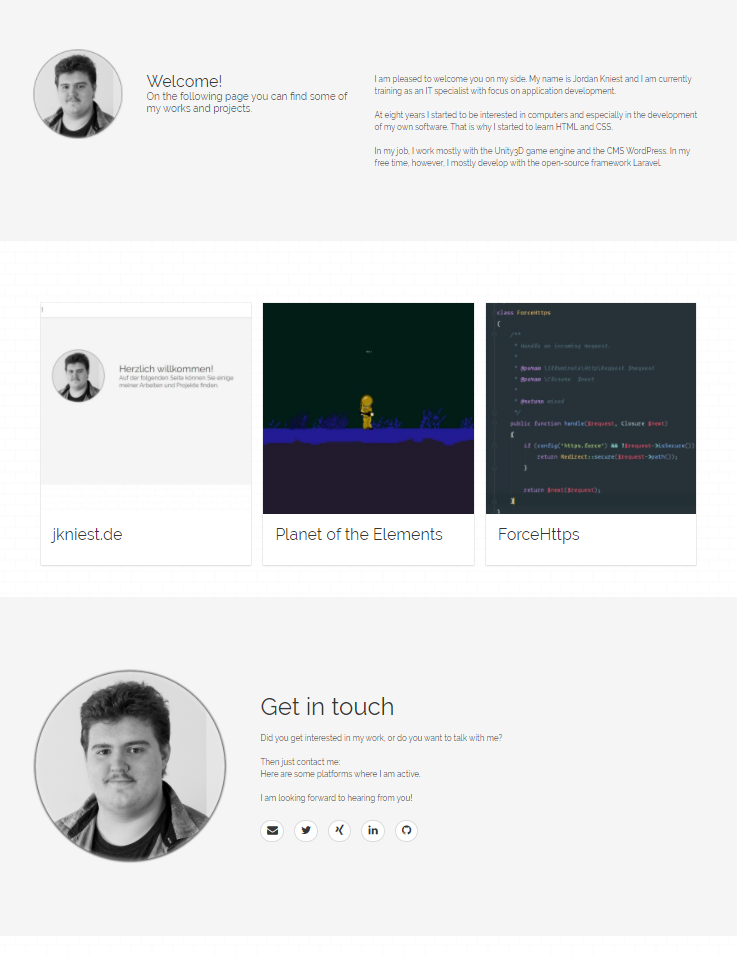 Welcome!
On the following page you can find some of
my works and projects.
I am pleased to welcome you on my side. My name is Jordan Kniest and I am currently
training as an IT specialist with focus on application development.
At eight years I started to be interested in computers and especially in the development
of my own software. That is why I started to learn HTML and CSS.
In my job, I work mostly with the Unity3D game engine and the CMS WordPress. In my
free time, however, I mostly develop with the open-source framework Laravel.
Herzlich willkommen!
Auf der folgenden Seite können Sie einige
meiner Arbeiten und Projekte finden.
jkniest.de
Planet of the Elements
class ForceHttps
{
/**
* Handle an incoming request.
*
* @param \Illuminate\Http\Request $request
* @param \Closure $next
*
* @return mixed
*/
public function handle($request, Closure $next)
{
if (config('https.force') && !$request->isSecure())
return Redirect::secure($request->path());
}
return $next($request);
}
}
ForceHttps
Get in touch
Did you get interested in my work, or do you want to talk with me?
Then just contact me:
Here are some platforms where I am active.
I am looking forward to hearing from you!